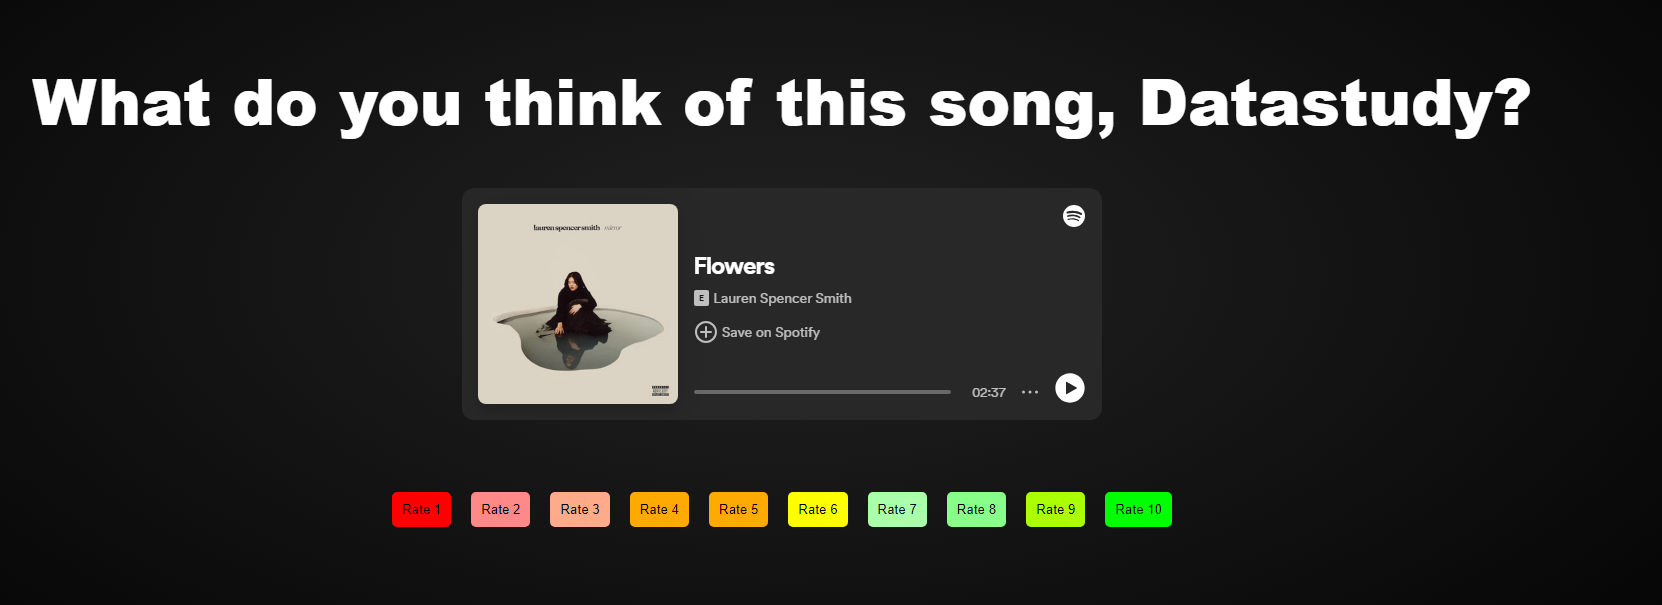 What do you think of this song, Datastudy?
lauren spencer smith mirror
Flowers
E Lauren Spencer Smith
Save on Spotify
02:37
Rate 1 Rate 2 Rate 3 Rate 4 Rate 5 Rate 6 Rate 7 Rate 8 Rate 9 Rate 10